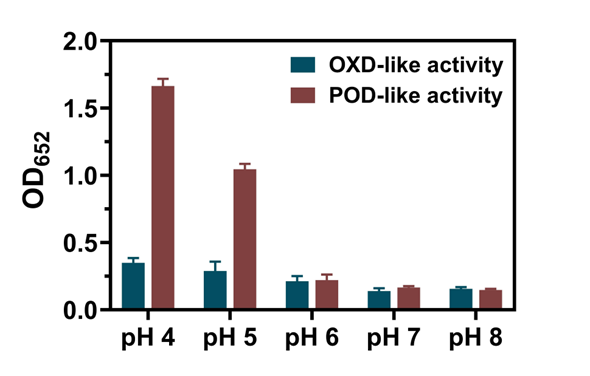 2.0
1.5
1.0
0.5
0.0
OD652
OXD-like activity
POD-like activity
pH 4 pH 5 pH 6 pH 7 pH 8